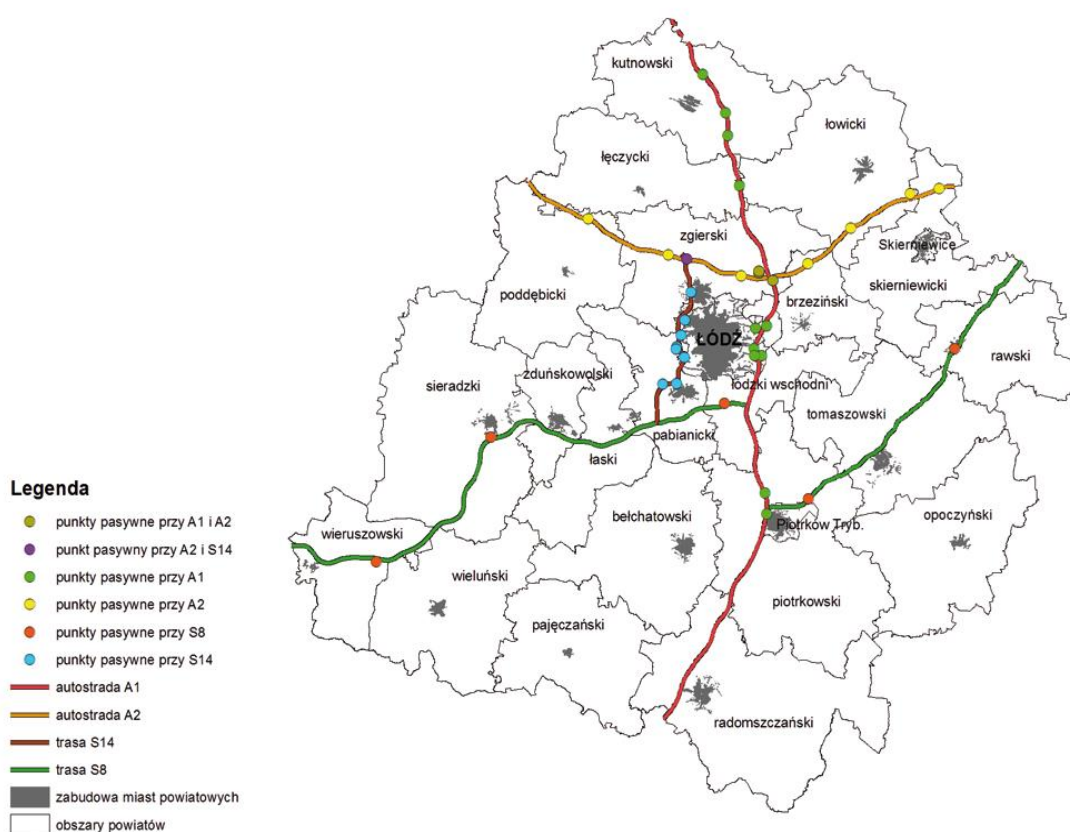 kutnowski
łowicki
łęczycki
zgierski
Skierniewice
skierniewicki
poddębicki
brzeziński
ŁÓDŹ
rawski
zduńskowolski
sieradzki
łódzki wschodni
tomaszowski
pabianicki
łaski
Legenda
punkty pasywne przy A1 i A2
punkt pasywny przy A2 i S14
punkty pasywne przy A1
punkty pasywne przy A2
punkty pasywne przy S8
punkty pasywne przy S14
autostrada A1
autostrada A2
trasa S14
trasa S8
zabudowa miast powiatowych
obszary powiatów
bełchatowski
Piotrków Tryb.
opoczyński
wieruszowski
wieluński
piotrkowski
pajęczański
radomszczański